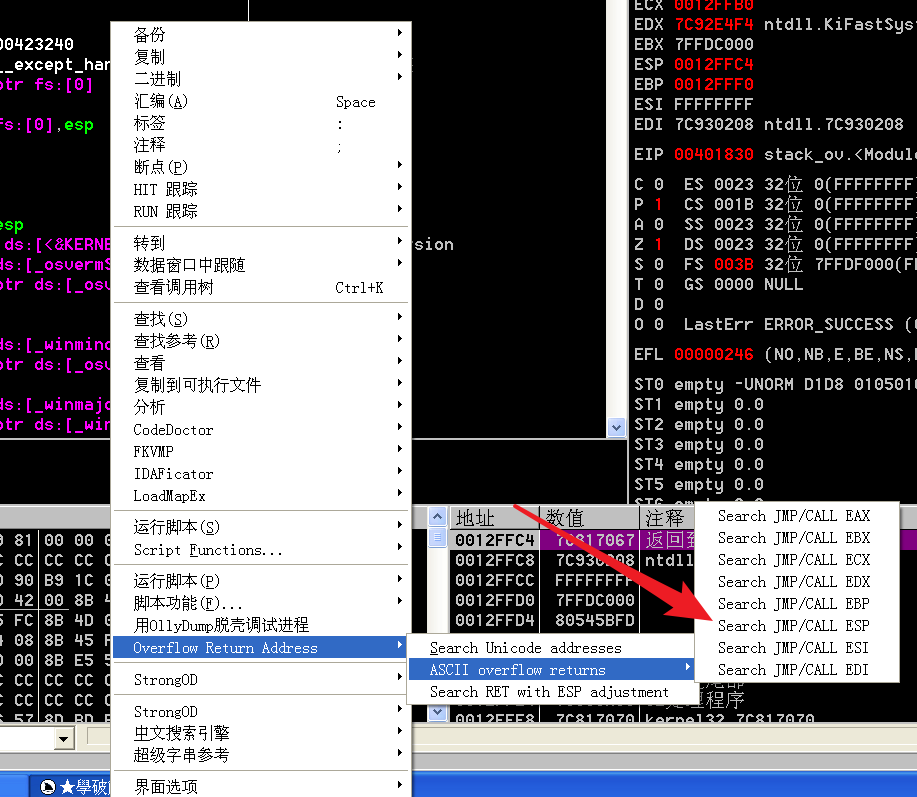 ECX 0012FFB0
EDX 7C92E4F4 ntdll.KiFastSys
EBX 7FFDC000
ESP 0012FFC4
EBP 0012FFF0
ESI FFFFFFFF
EDI 7C930208 ntdll.7C930208
EIP 00401830 stack_ov.<Module
C 0 ES 0023 32位 0(FFFFFFFF)
P 1 CS 001B 32位 0(FFFFFFFF)
A 0 SS 0023 32位 0(FFFFFFFF)
Z 1 DS 0023 32位 0(FFFFFFFF)
S 0 FS 003B 32位 7FFDF000(FF
T 0 GS 0000 NULL
D 0
O 0 LastErr ERROR_SUCCESS (
EFL 00000246 (NO,NB,E,BE,NS,
ST0 empty -UNORM D1D8 0105010
ST1 empty 0.0
ST2 empty 0.0
ST3 empty 0.0
ST4 empty 0.0
ST5 empty 0.0
00423240
__except_han
ptr fs:[0]
fs:[0],esp
esp
ds:[<&KERNE
rsion
ds:[_osvermS
ptr ds:[_osv
ds:[_winmino
ptr ds:[_osv
ds:[_winmajo
ptr ds:[_win
备份
复制
二进制
汇编(A) Space
标签 :
注释 ;
断点(P)
HIT 跟踪
RUN 跟踪
转到
数据窗口中跟随
查看调用树 Ctrl+K
查找(S)
查找参考(R)
查看
复制到可执行文件
分析
CodeDoctor
FKVMP
IDAFicator
LoadMapEx
运行脚本(S)
Script Functions...
运行脚本(P)
脚本功能(F)...
用OllyDump脱壳调试进程
Overflow Return Address
StrongOD
StrongOD
中文搜索引擎
超级字串参考
界面选项
Search Unicode addresses
ASCII overflow returns
Search RET with ESP adjustment
Search JMP/CALL EAX
Search JMP/CALL EBX
Search JMP/CALL ECX
Search JMP/CALL EDX
Search JMP/CALL EBP
Search JMP/CALL ESP
Search JMP/CALL ESI
Search JMP/CALL EDI
地址 数值 注释
0012FFC4 7C817067 返回到
0012FFC8 7C930208 ntdll
0012FFCC FFFFFFFF
0012FFD0 7FFDC000
0012FFD4 80545BFD
处理程序
0012FFF8 7C817070 kernel32.7C817070
81 00 00
CC CC CC
90 B9 1C
42 00 8B 4
FC 8B 4D
08 8B 45
00 8B E5 5
CC CC CC
CC CC CC
57 8D BD
★學破